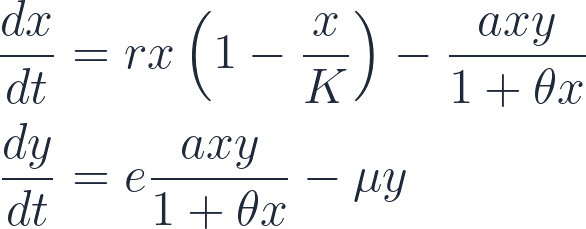 dx/dt = rx(1 − x/K) − axy/(1 + θx)
dy/dt = e axy/(1 + θx) − μy